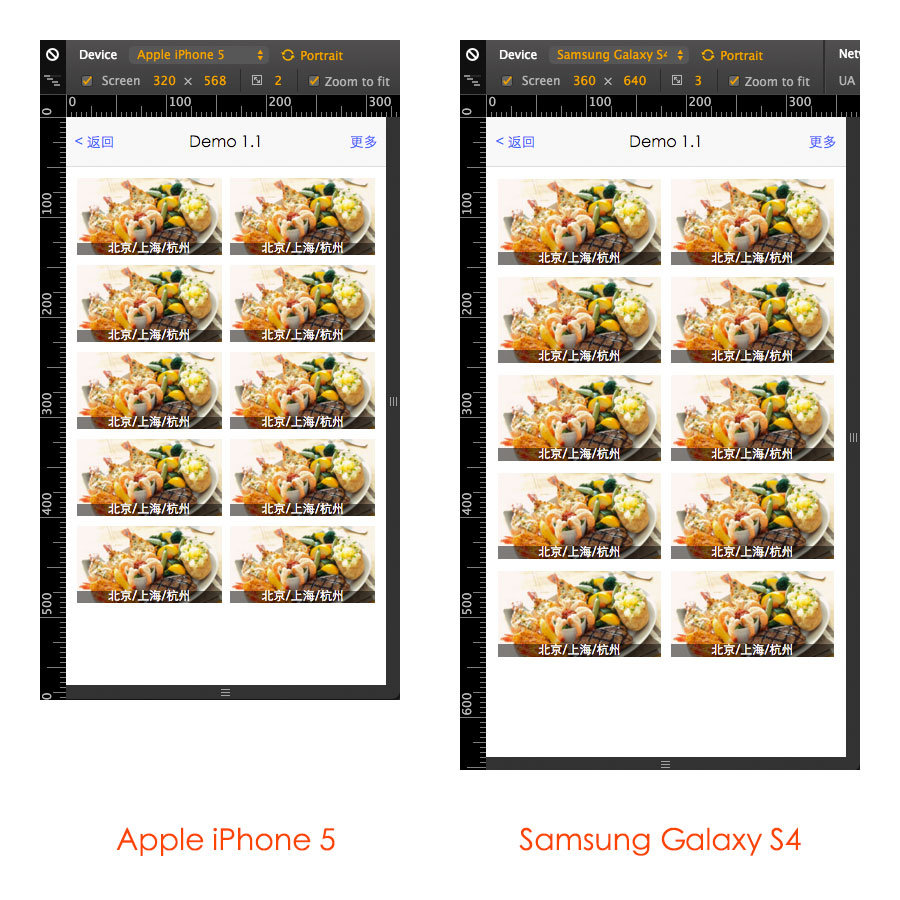 Device Apple iPhone 5 Portrait
Screen 320 × 568 2 Zoom to fit
0 100 200 300
0
100
200
300
400
500
< 返回 Demo 1.1 更多
北京/上海/杭州 北京/上海/杭州
北京/上海/杭州 北京/上海/杭州
北京/上海/杭州 北京/上海/杭州
北京/上海/杭州 北京/上海/杭州
北京/上海/杭州 北京/上海/杭州
Device Samsung Galaxy S4 Portrait
Screen 360 × 640 3 Zoom to fit UA
0 100 200 300
0
100
200
300
400
500
600
< 返回 Demo 1.1 更多
北京/上海/杭州 北京/上海/杭州
北京/上海/杭州 北京/上海/杭州
北京/上海/杭州 北京/上海/杭州
北京/上海/杭州 北京/上海/杭州
北京/上海/杭州 北京/上海/杭州
Apple iPhone 5
Samsung Galaxy S4